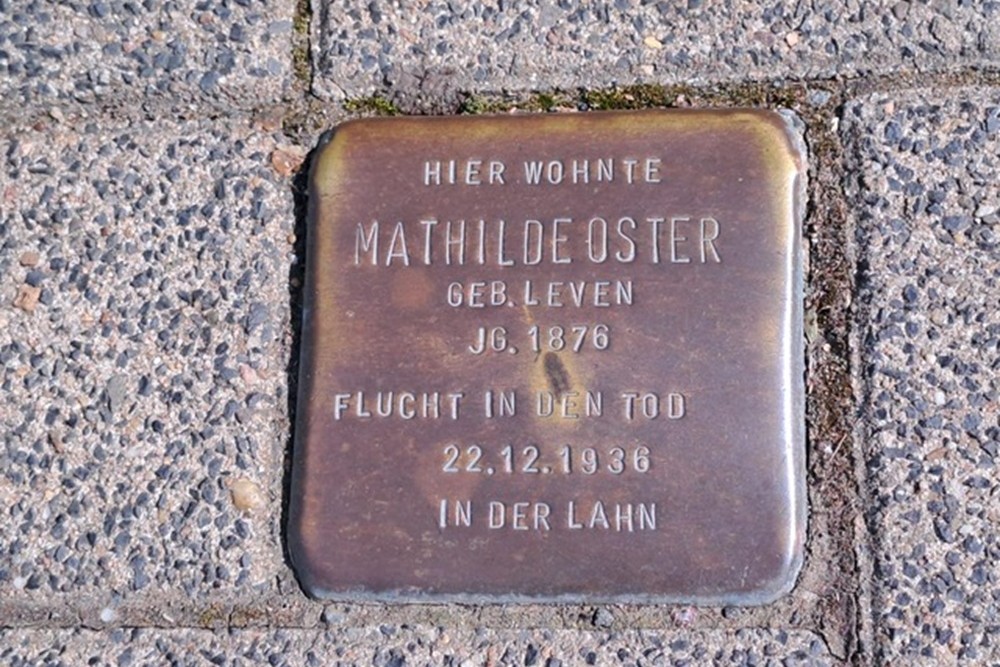 HIER WOHNTE
MATHILDE OSTER
GEB. LEVEN
JG. 1876
FLUCHT IN DEN TOD
22.12.1936
IN DER LAHN